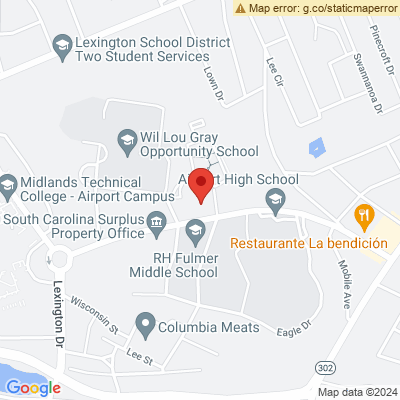 Map error: g.co/staticmaperror
Lexington School District
Two Student Services
Lown Dr
Lee Cir
Pinecroft Dr
Swannanoa Dr
Wil Lou Gray
Opportunity School
Midlands Technical
College - Airport Campus
High School
South Carolina Surplus
Property Office
RH Fulmer
Middle School
Restaurante La bendición
Mobile Ave
Lexington Dr
Wisconsin St
Columbia Meats
Lee St
Eagle Dr
302
Google
Map data ©2024